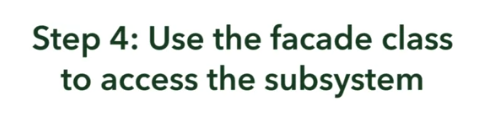 Step 4: Use the facade class
to access the subsystem